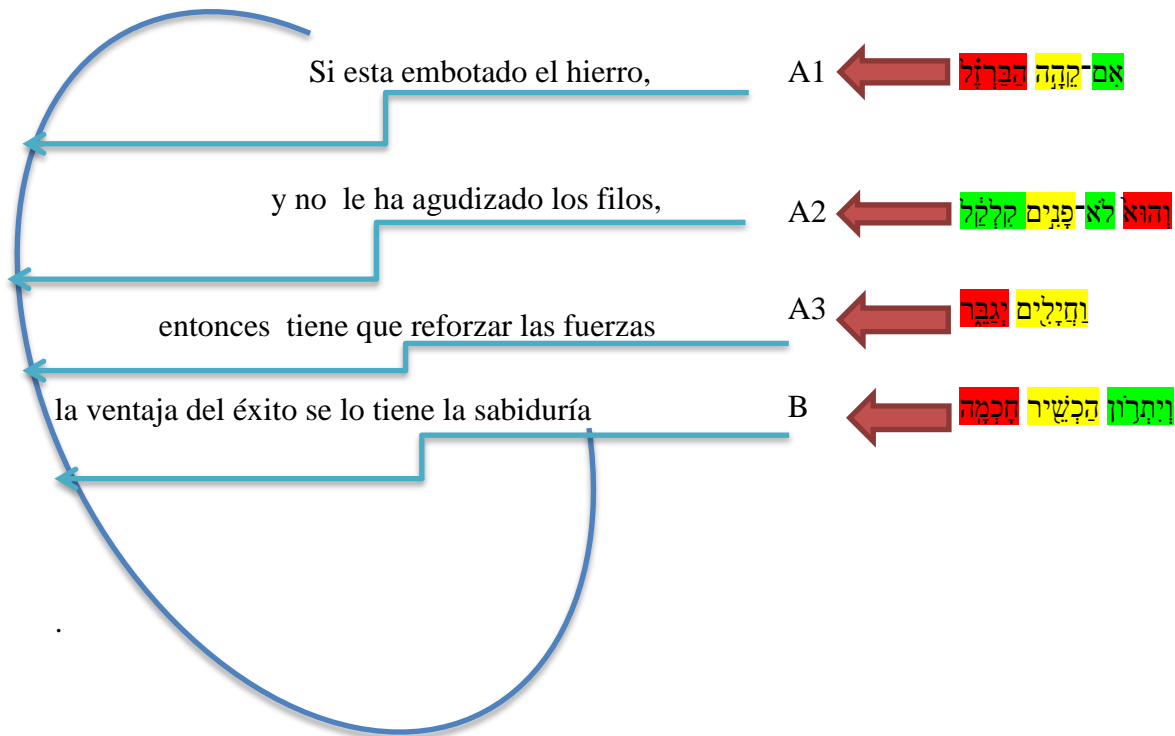 Si esta embotado el hierro, A1 אִם־קֵהָה הַבַּרְזֶל
y no le ha agudizado los filos, A2 וְהוּא לֹא־פָנִים קִלְקַל
entonces tiene que reforzar las fuerzas A3 וַחֲיָלִים יְגַבֵּר
la ventaja del éxito se lo tiene la sabiduría B וְיִתְרוֹן הַכְשֵׁיר חָכְמָה
.